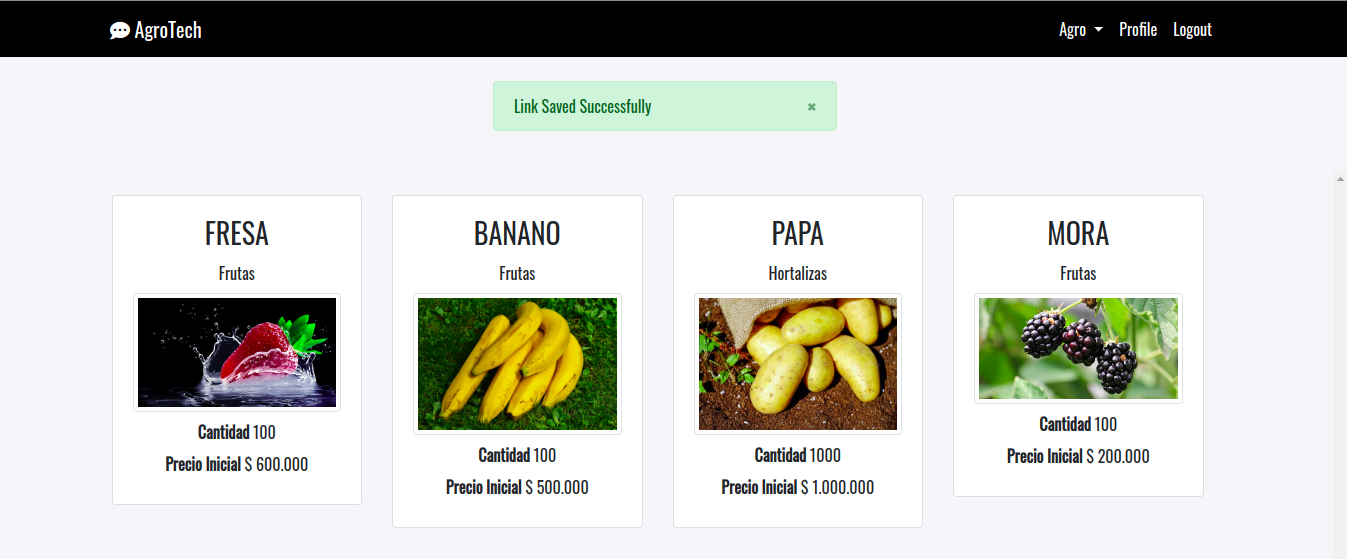 AgroTech
Agro Profile Logout
Link Saved Successfully ×
FRESA
Frutas
Cantidad 100
Precio Inicial $ 600.000
BANANO
Frutas
Cantidad 100
Precio Inicial $ 500.000
PAPA
Hortalizas
Cantidad 1000
Precio Inicial $ 1.000.000
MORA
Frutas
Cantidad 100
Precio Inicial $ 200.000